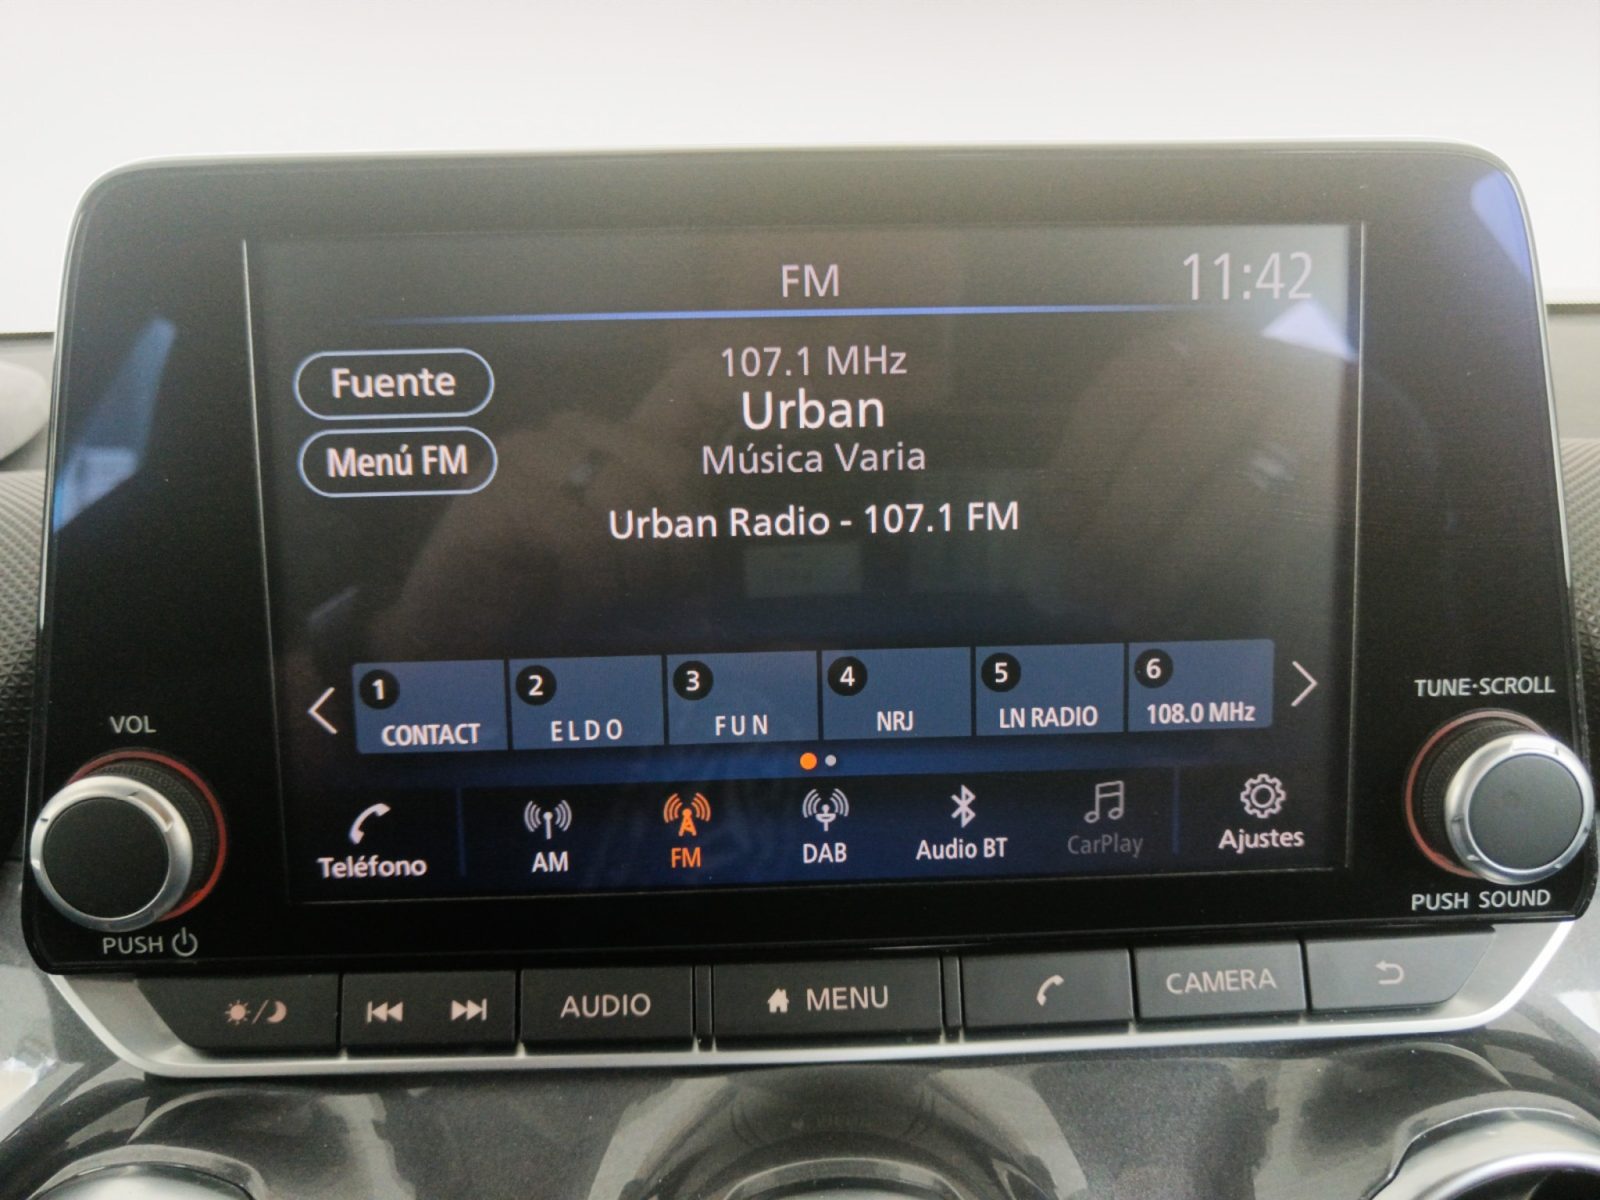 FM
11:42
Fuente
107.1 MHz
Urban
Menú FM
Música Varia
Urban Radio - 107.1 FM
1
CONTACT
2
ELDO
3
FUN
4
NRJ
5
LN RADIO
6
108.0 MHz
VOL
TUNE·SCROLL
Teléfono
AM
FM
DAB
Audio BT
CarPlay
Ajustes
PUSH
PUSH SOUND
AUDIO
MENU
CAMERA